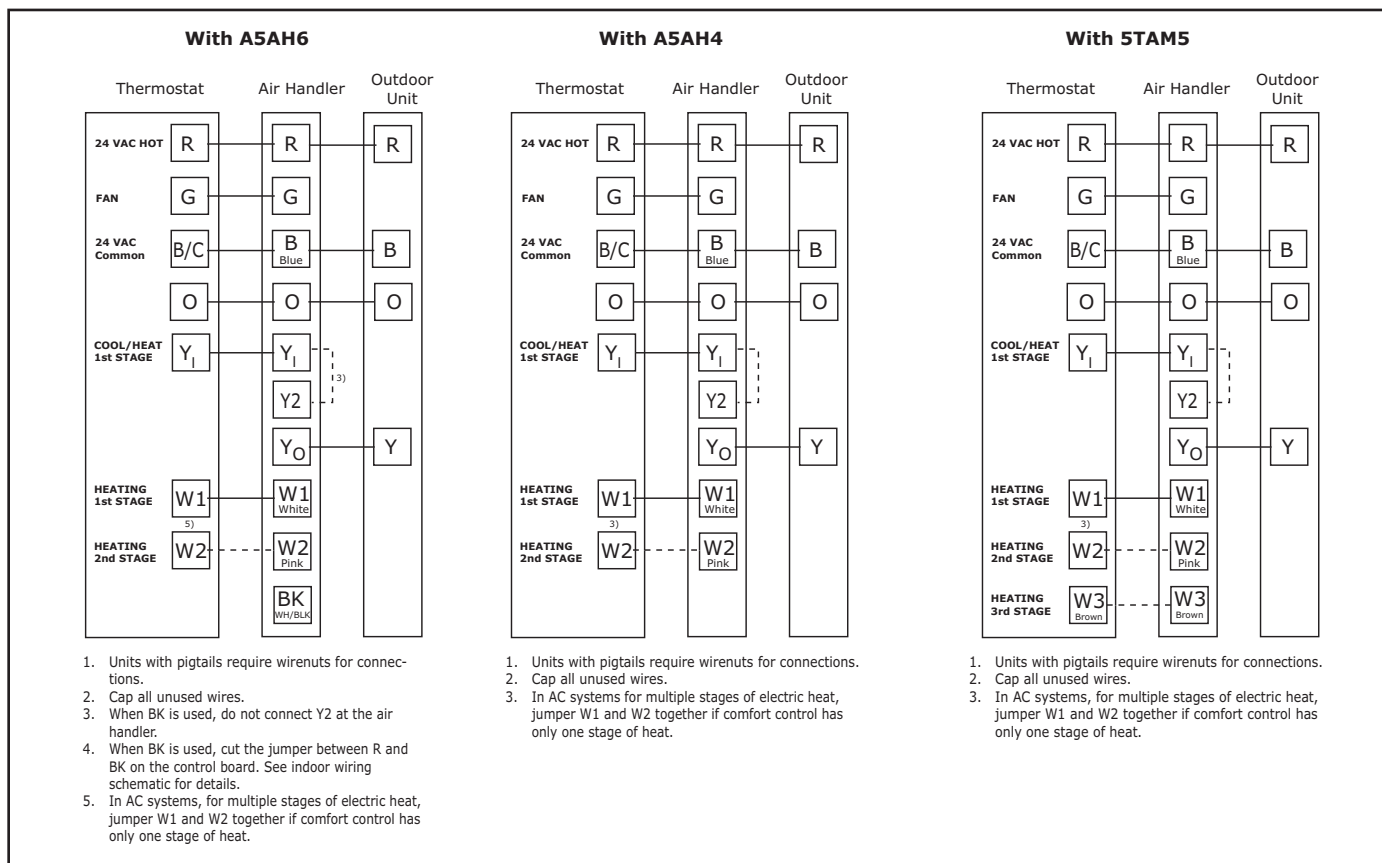 With A5AH6
Thermostat Air Handler Outdoor
Unit
24 VAC HOT R R R
FAN G G
24 VAC
Common B/C B
Blue B
O O O
COOL/HEAT
1st STAGE YI YI
3)
Y2
YO Y
HEATING
1st STAGE W1 W1
White
5)
HEATING
2nd STAGE W2 W2
Pink
BK
WH/BLK
1. Units with pigtails require wirenuts for connec-
tions.
2. Cap all unused wires.
3. When BK is used, do not connect Y2 at the air
handler.
4. When BK is used, cut the jumper between R and
BK on the control board. See indoor wiring
schematic for details.
5. In AC systems, for multiple stages of electric heat,
jumper W1 and W2 together if comfort control has
only one stage of heat.
With A5AH4
Thermostat Air Handler Outdoor
Unit
24 VAC HOT R R R
FAN G G
24 VAC
Common B/C B
Blue B
O O O
COOL/HEAT
1st STAGE YI YI
Y2
YO Y
HEATING
1st STAGE W1 W1
White
3)
HEATING
2nd STAGE W2 W2
Pink
1. Units with pigtails require wirenuts for connections.
2. Cap all unused wires.
3. In AC systems for multiple stages of electric heat,
jumper W1 and W2 together if comfort control has
only one stage of heat.
With 5TAM5
Thermostat Air Handler Outdoor
Unit
24 VAC HOT R R R
FAN G G
24 VAC
Common B/C B
Blue B
O O O
COOL/HEAT
1st STAGE YI YI
Y2
YO Y
HEATING
1st STAGE W1 W1
White
3)
HEATING
2nd STAGE W2 W2
Pink
HEATING
3rd STAGE W3
Brown W3
Brown
1. Units with pigtails require wirenuts for connections.
2. Cap all unused wires.
3. In AC systems, for multiple stages of electric heat,
jumper W1 and W2 together if comfort control has
only one stage of heat.